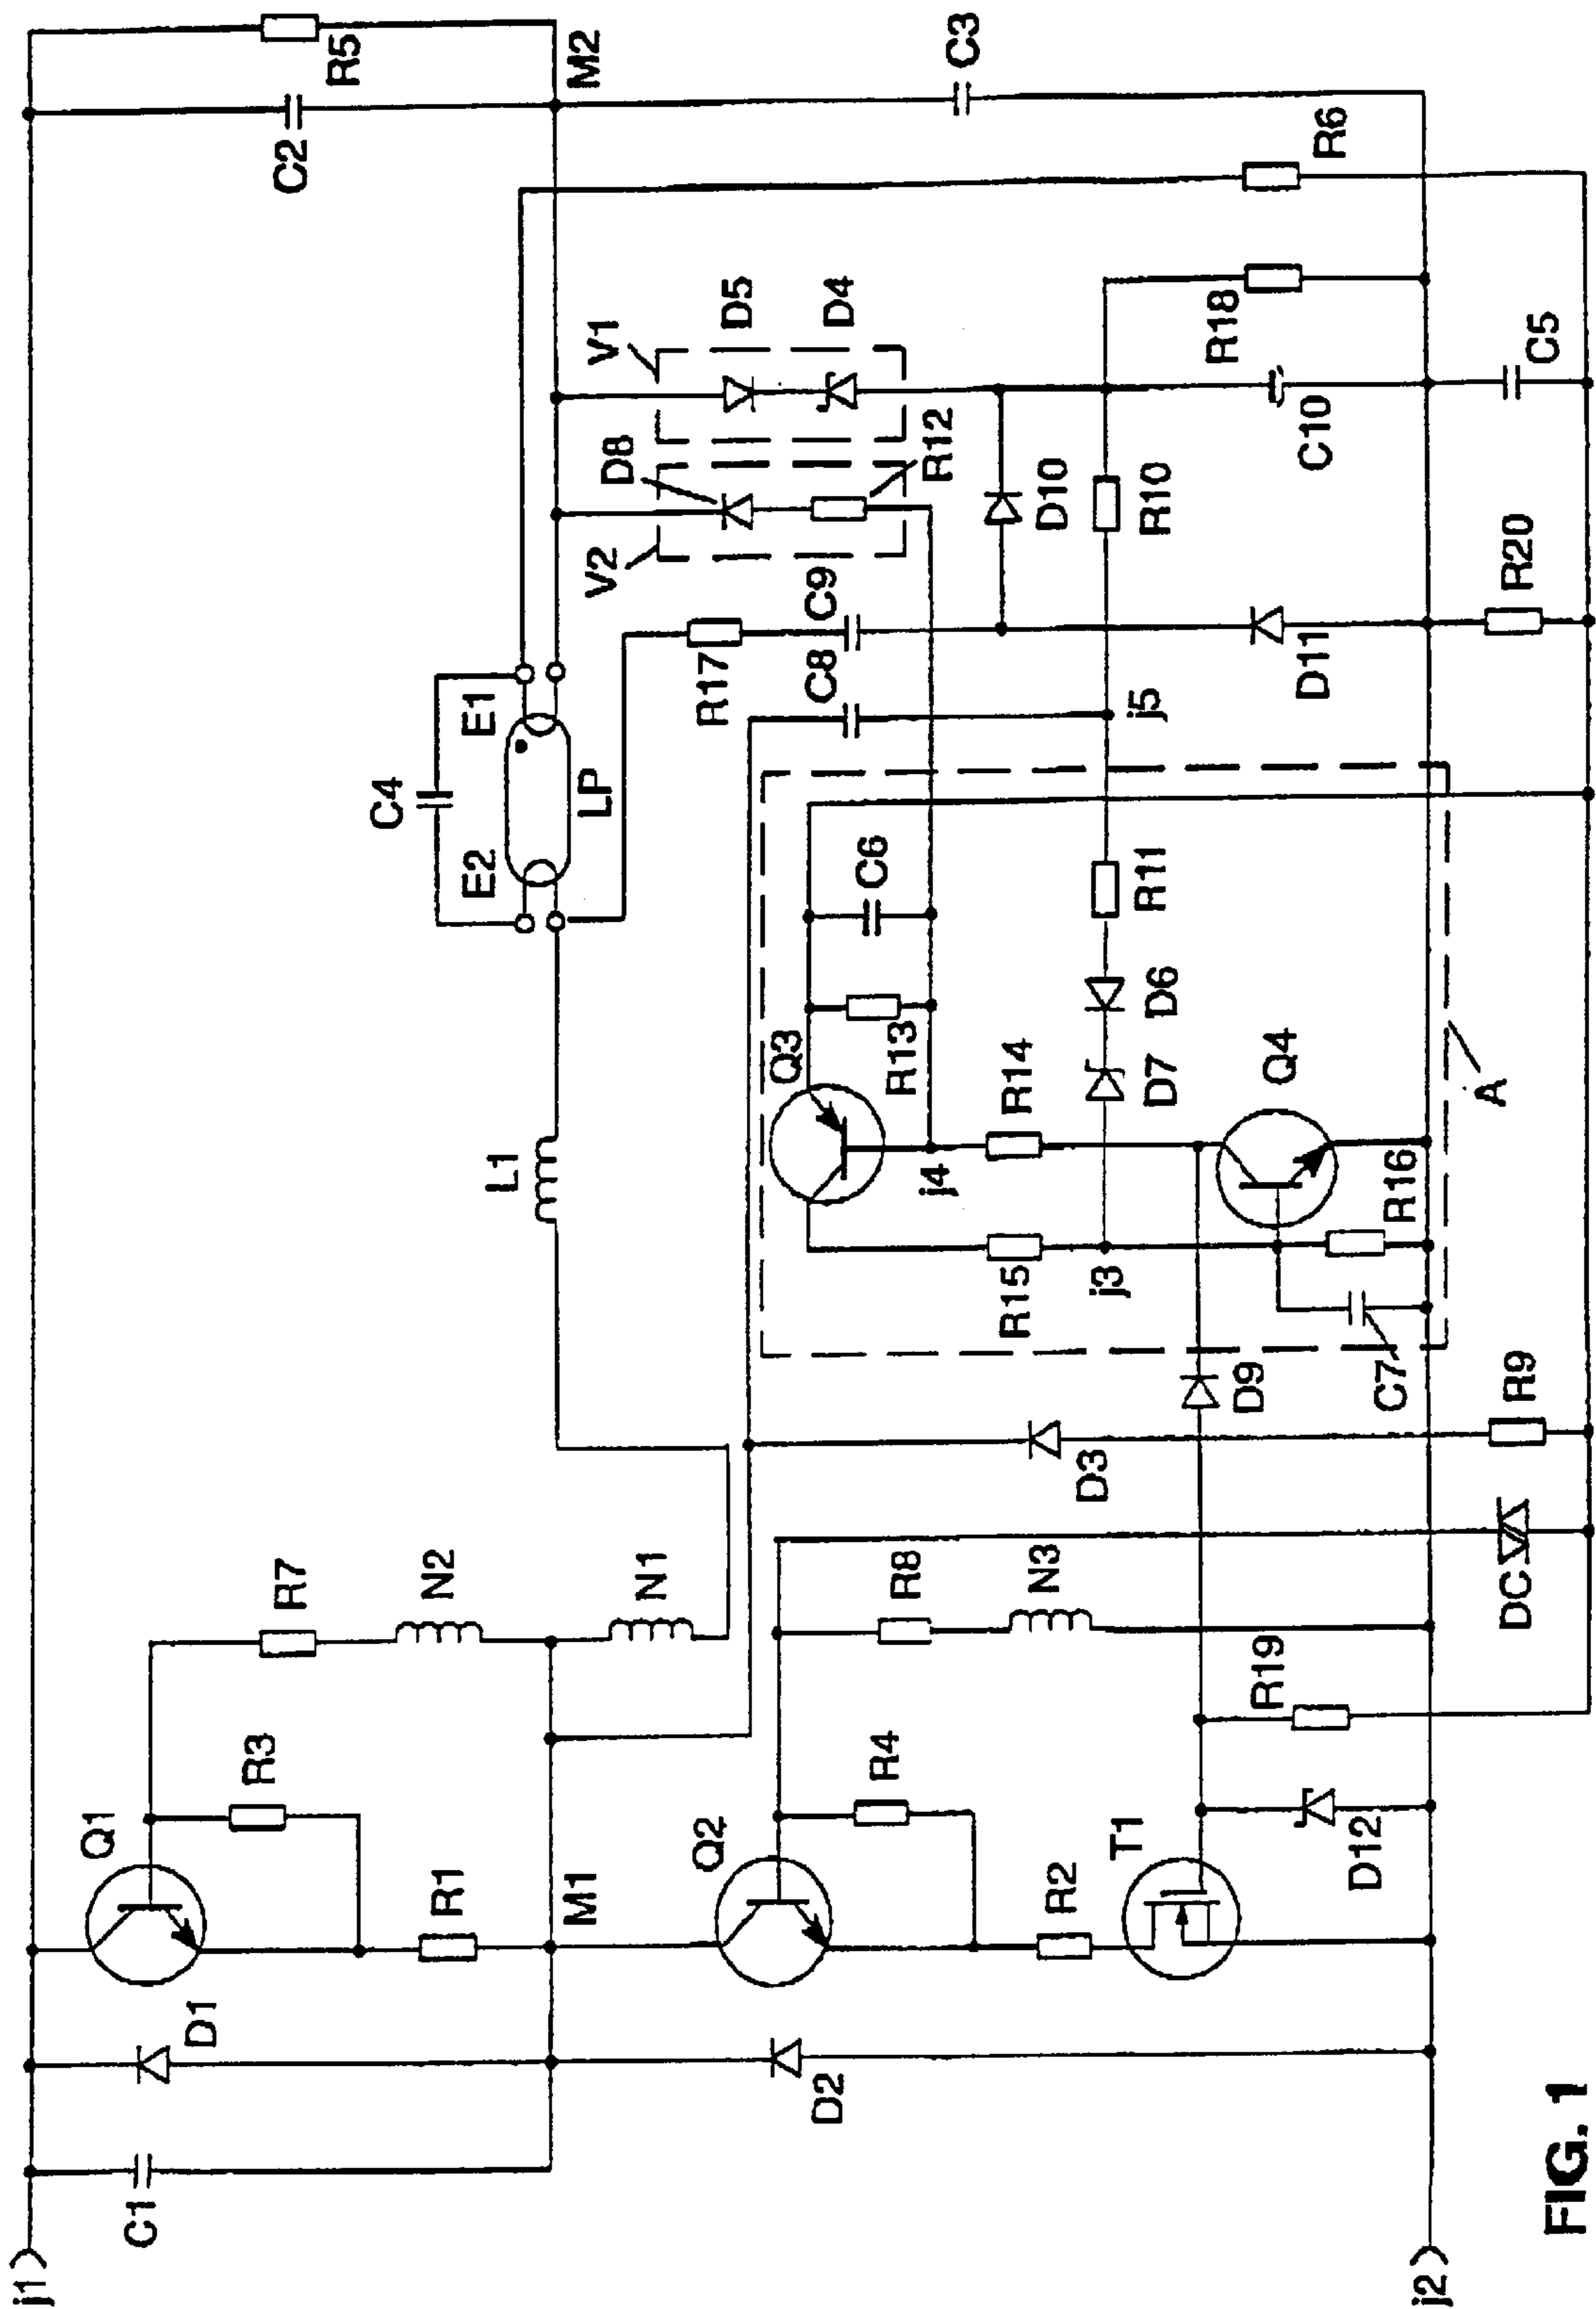 j1
C1
D1
Q1
R3
R1
R7
N2
M1
N1
L1
C4
E2
E1
LP
C2
R5
M2
D2
Q2
R4
R8
N3
R2
T1
D12
R19
DC
D3
R9
D9
C7
R15
j3
Q3
j4
R13
R14
C6
D7
D6
R11
Q4
R16
A
R17
C8
C9
j5
V2
D8
V1
D5
D4
R12
D10
R10
D11
R20
C10
R18
C5
R6
C3
j2
FIG. 1